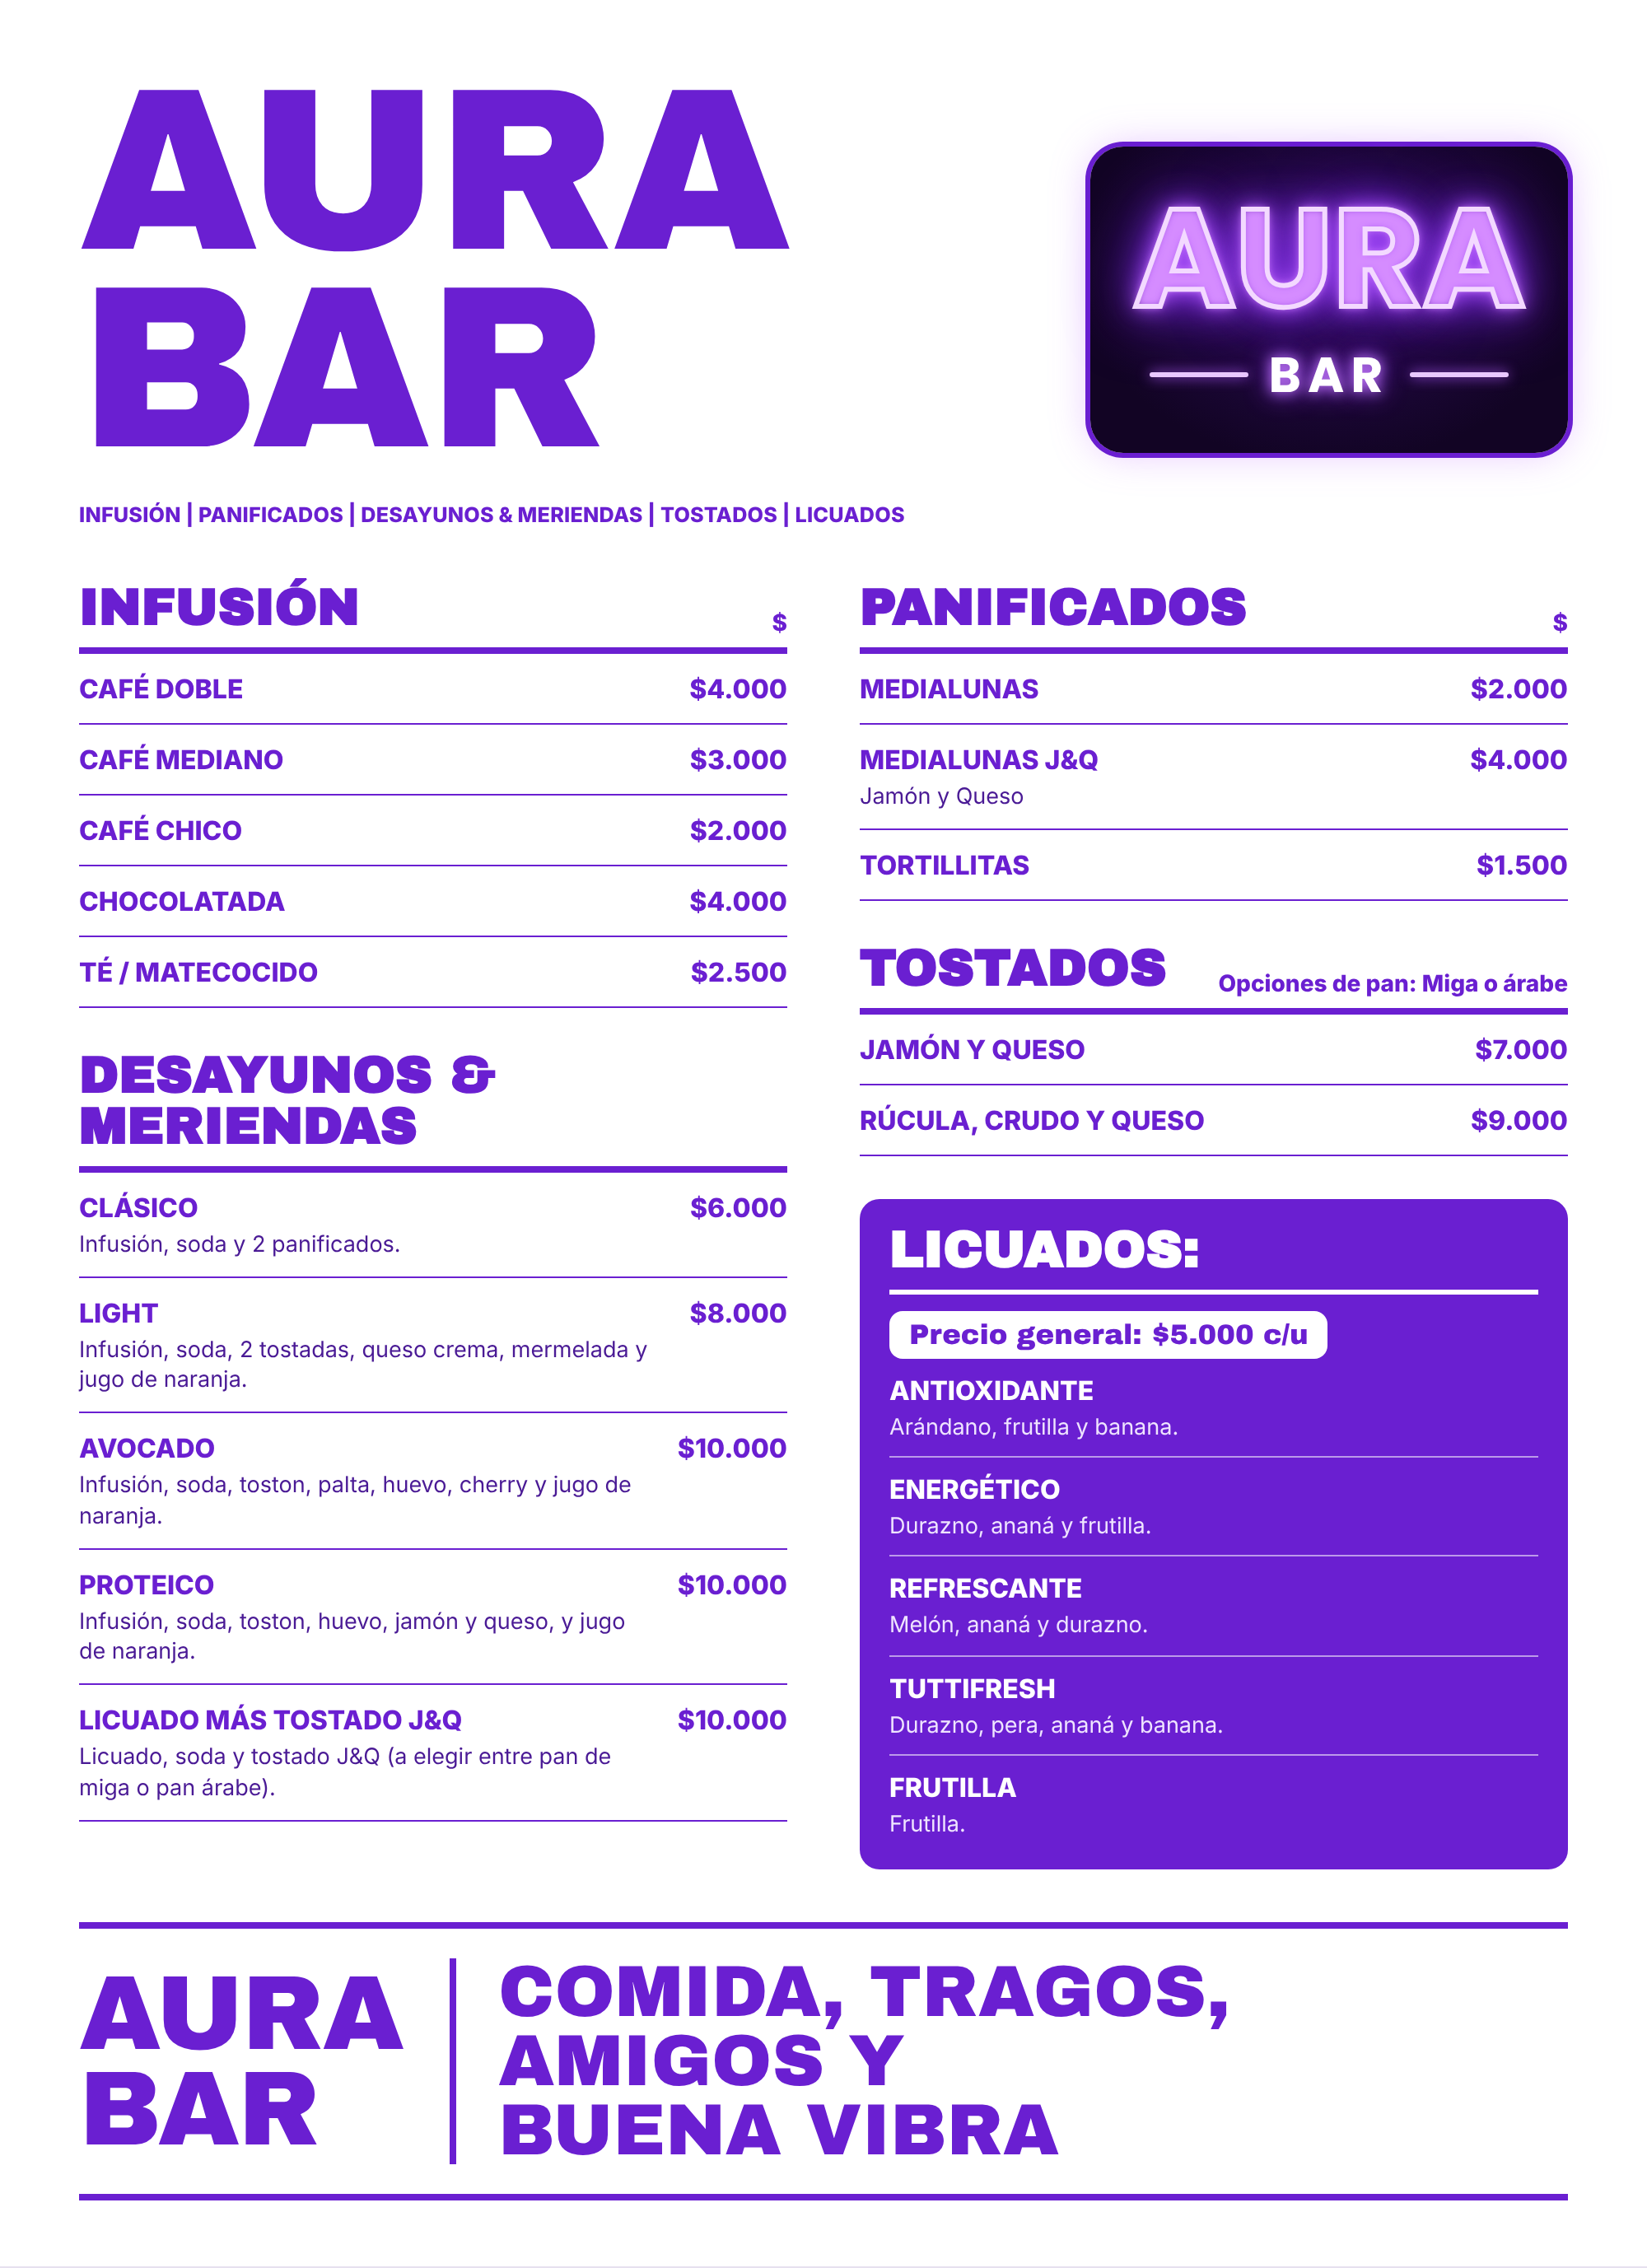 AURA
BAR
AURA
BAR
INFUSIÓN | PANIFICADOS | DESAYUNOS & MERIENDAS | TOSTADOS | LICUADOS
INFUSIÓN $
CAFÉ DOBLE $4.000
CAFÉ MEDIANO $3.000
CAFÉ CHICO $2.000
CHOCOLATADA $4.000
TÉ / MATECOCIDO $2.500
DESAYUNOS &
MERIENDAS
CLÁSICO $6.000
Infusión, soda y 2 panificados.
LIGHT $8.000
Infusión, soda, 2 tostadas, queso crema, mermelada y
jugo de naranja.
AVOCADO $10.000
Infusión, soda, toston, palta, huevo, cherry y jugo de
naranja.
PROTEICO $10.000
Infusión, soda, toston, huevo, jamón y queso, y jugo
de naranja.
LICUADO MÁS TOSTADO J&Q $10.000
Licuado, soda y tostado J&Q (a elegir entre pan de
miga o pan árabe).
PANIFICADOS $
MEDIALUNAS $2.000
MEDIALUNAS J&Q $4.000
Jamón y Queso
TORTILLITAS $1.500
TOSTADOS Opciones de pan: Miga o árabe
JAMÓN Y QUESO $7.000
RÚCULA, CRUDO Y QUESO $9.000
LICUADOS:
Precio general: $5.000 c/u
ANTIOXIDANTE
Arándano, frutilla y banana.
ENERGÉTICO
Durazno, ananá y frutilla.
REFRESCANTE
Melón, ananá y durazno.
TUTTIFRESH
Durazno, pera, ananá y banana.
FRUTILLA
Frutilla.
AURA
BAR
COMIDA, TRAGOS,
AMIGOS Y
BUENA VIBRA